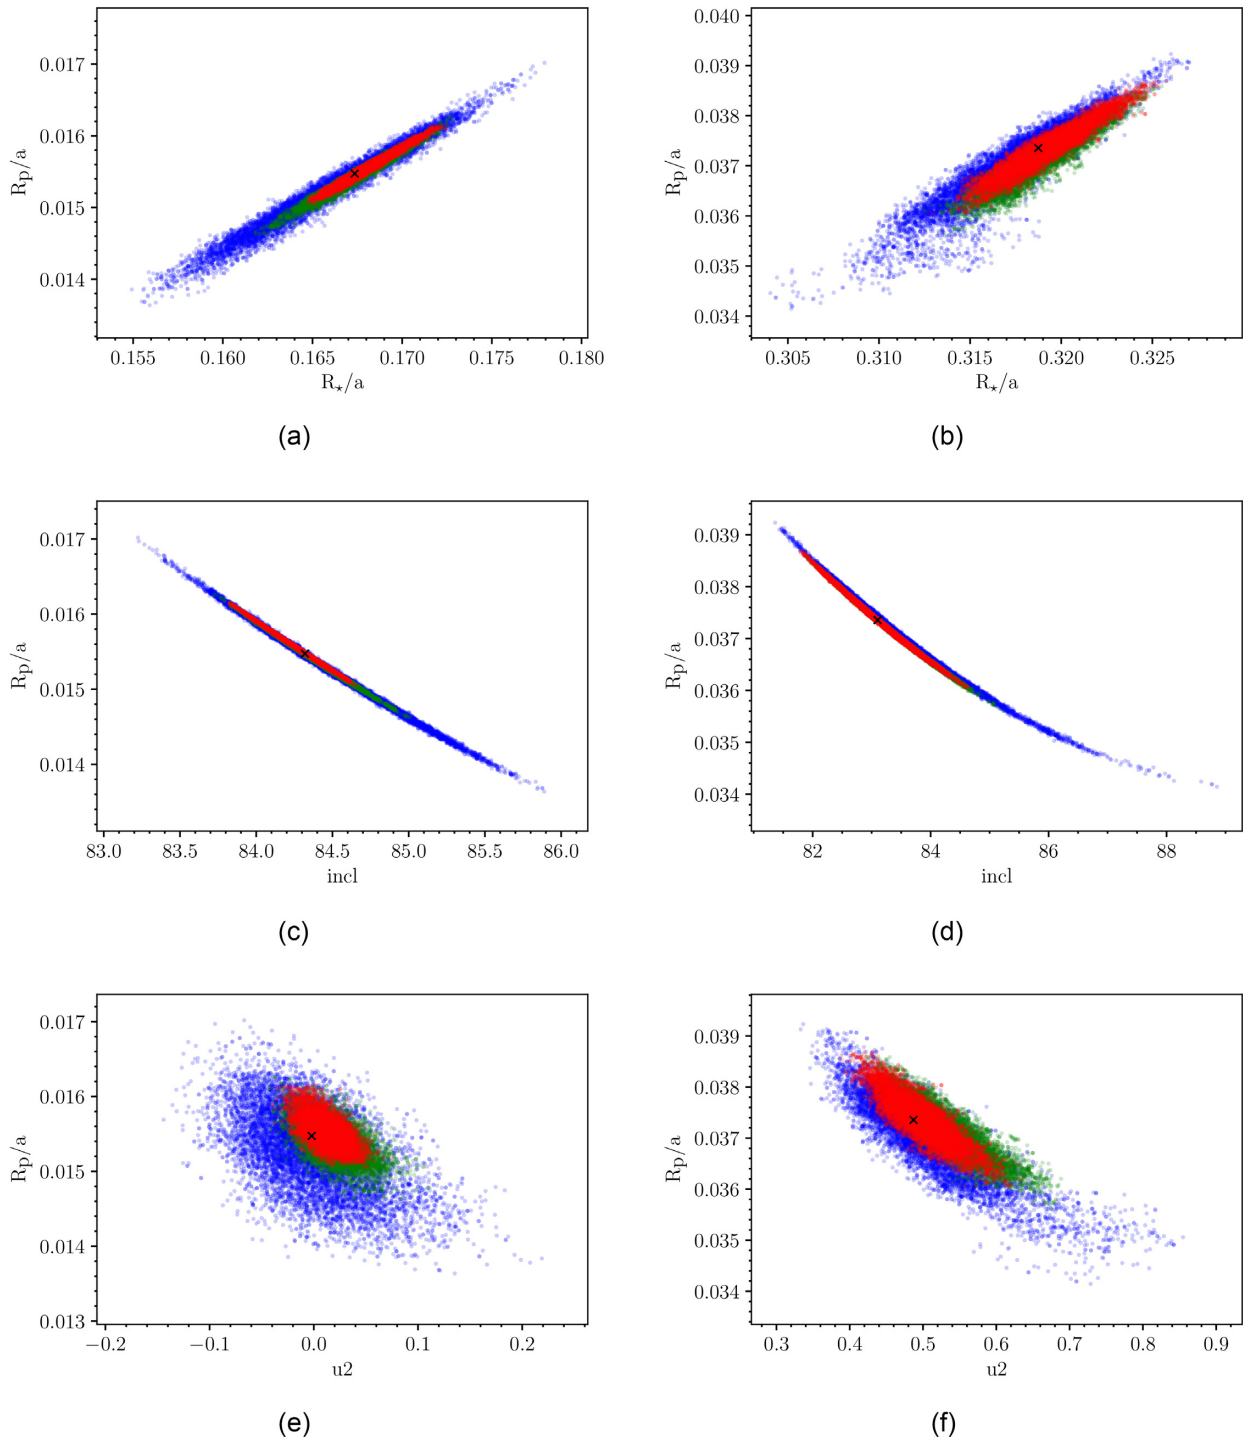 0.017
0.016
0.015
0.014
Rp/a
0.155 0.160 0.165 0.170 0.175 0.180
R⋆/a
(a)
0.040
0.039
0.038
0.037
0.036
0.035
0.034
Rp/a
0.305 0.310 0.315 0.320 0.325
R⋆/a
(b)
0.017
0.016
0.015
0.014
Rp/a
83.0 83.5 84.0 84.5 85.0 85.5 86.0
incl
(c)
0.039
0.038
0.037
0.036
0.035
0.034
Rp/a
82 84 86 88
incl
(d)
0.017
0.016
0.015
0.014
0.013
Rp/a
−0.2 −0.1 0.0 0.1 0.2
u2
(e)
0.039
0.038
0.037
0.036
0.035
0.034
Rp/a
0.3 0.4 0.5 0.6 0.7 0.8 0.9
u2
(f)